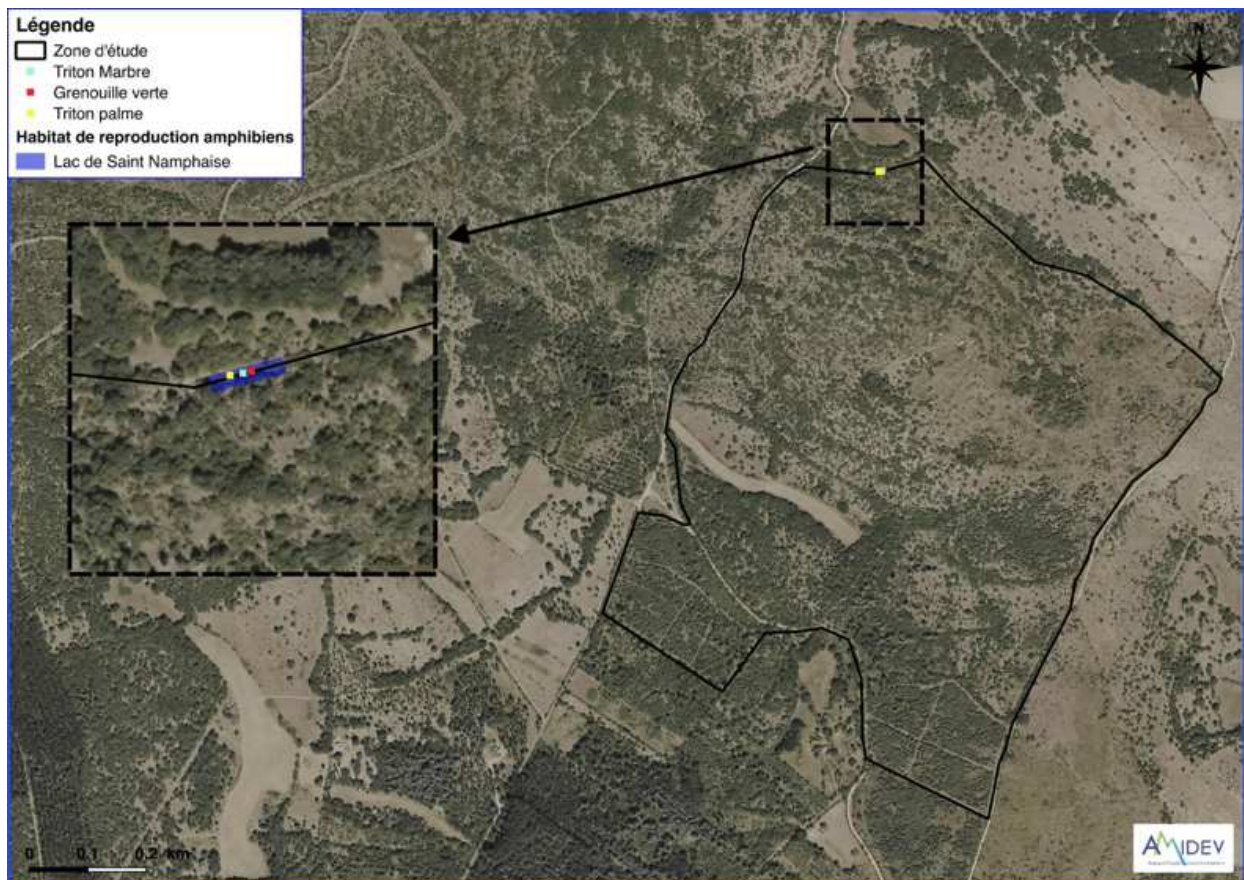 Légende
Zone d'étude
Triton Marbre
Grenouille verte
Triton palme
Habitat de reproduction amphibiens
Lac de Saint Namphaise
N
0 0.1 0.2 km
AMIDEV